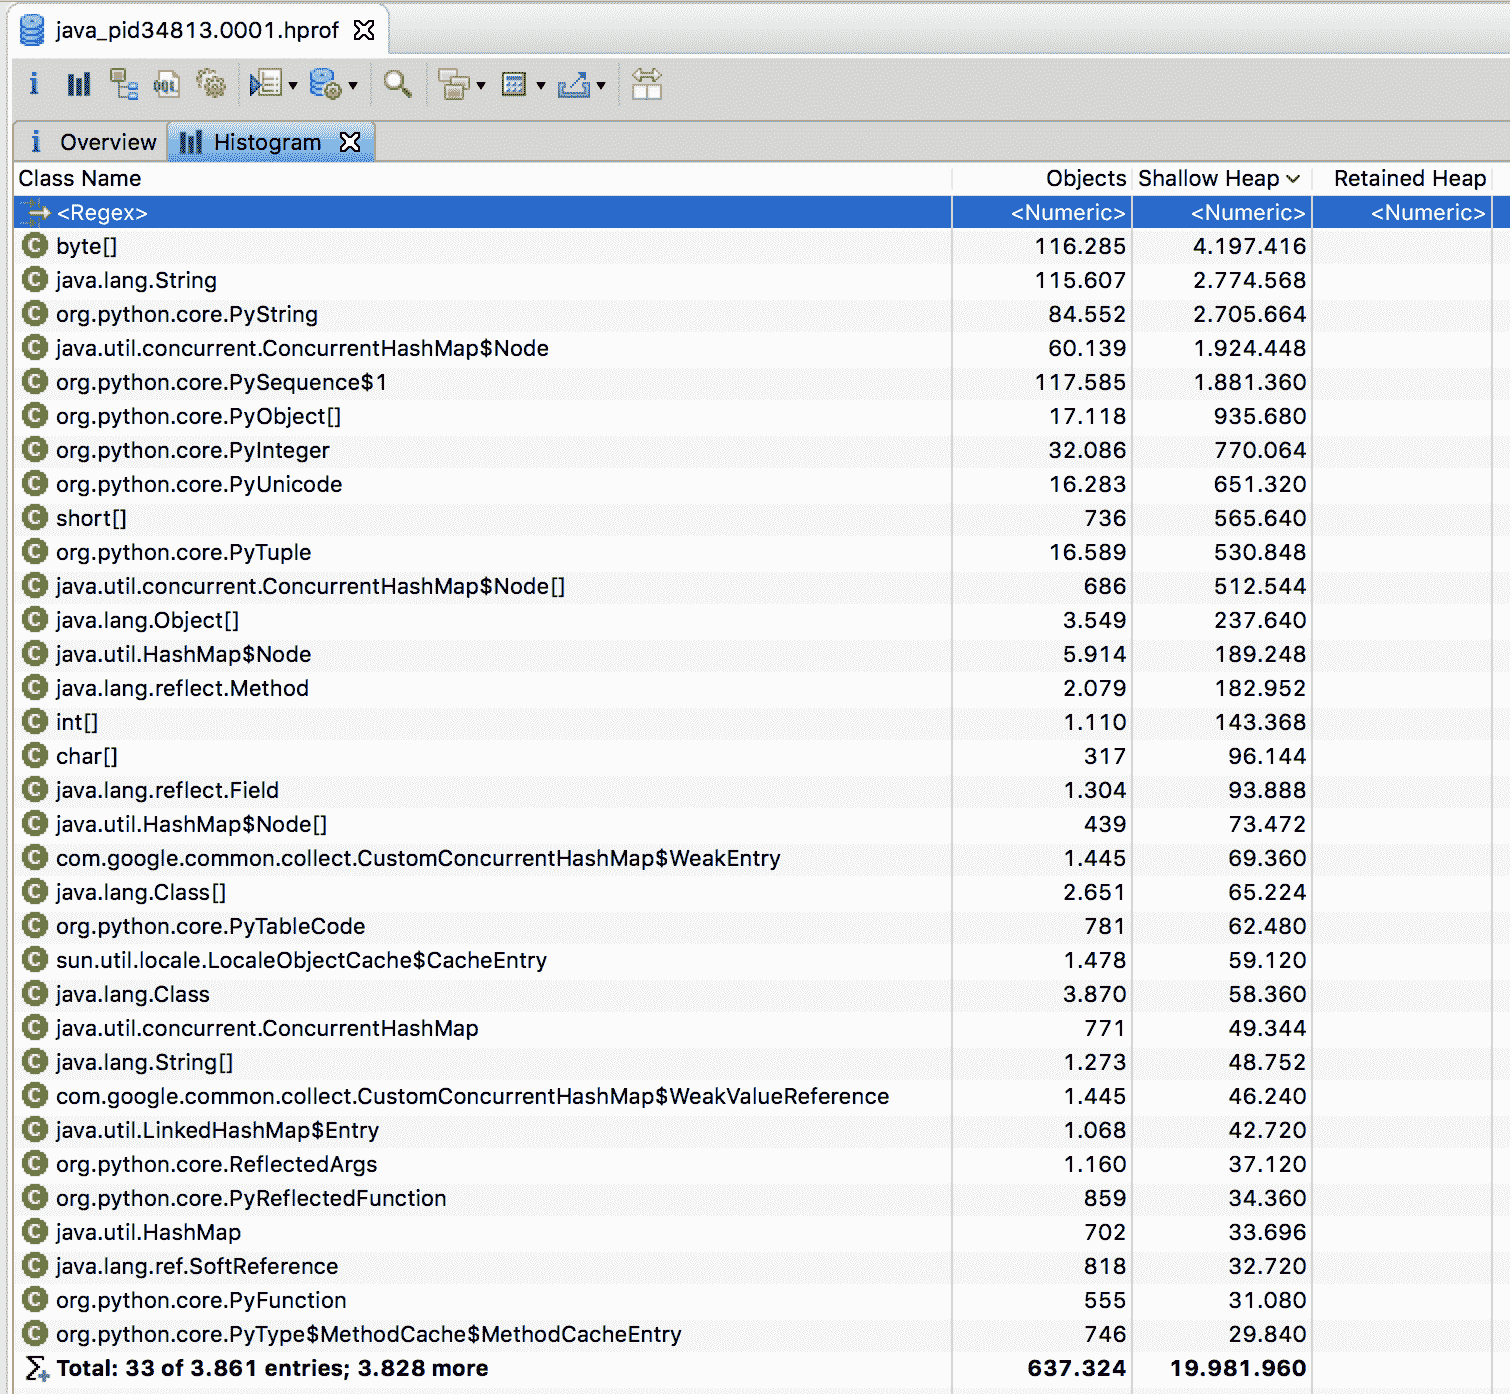 java_pid34813.0001.hprof
Overview Histogram
Class Name Objects Shallow Heap Retained Heap
<Regex> <Numeric> <Numeric> <Numeric>
byte[] 116.285 4.197.416
java.lang.String 115.607 2.774.568
org.python.core.PyString 84.552 2.705.664
java.util.concurrent.ConcurrentHashMap$Node 60.139 1.924.448
org.python.core.PySequence$1 117.585 1.881.360
org.python.core.PyObject[] 17.118 935.680
org.python.core.PyInteger 32.086 770.064
org.python.core.PyUnicode 16.283 651.320
short[] 736 565.640
org.python.core.PyTuple 16.589 530.848
java.util.concurrent.ConcurrentHashMap$Node[] 686 512.544
java.lang.Object[] 3.549 237.640
java.util.HashMap$Node 5.914 189.248
java.lang.reflect.Method 2.079 182.952
int[] 1.110 143.368
char[] 317 96.144
java.lang.reflect.Field 1.304 93.888
java.util.HashMap$Node[] 439 73.472
com.google.common.collect.CustomConcurrentHashMap$WeakEntry 1.445 69.360
java.lang.Class[] 2.651 65.224
org.python.core.PyTableCode 781 62.480
sun.util.locale.LocaleObjectCache$CacheEntry 1.478 59.120
java.lang.Class 3.870 58.360
java.util.concurrent.ConcurrentHashMap 771 49.344
java.lang.String[] 1.273 48.752
com.google.common.collect.CustomConcurrentHashMap$WeakValueReference 1.445 46.240
java.util.LinkedHashMap$Entry 1.068 42.720
org.python.core.ReflectedArgs 1.160 37.120
org.python.core.PyReflectedFunction 859 34.360
java.util.HashMap 702 33.696
java.lang.ref.SoftReference 818 32.720
org.python.core.PyFunction 555 31.080
org.python.core.PyType$MethodCache$MethodCacheEntry 746 29.840
Total: 33 of 3.861 entries; 3.828 more 637.324 19.981.960